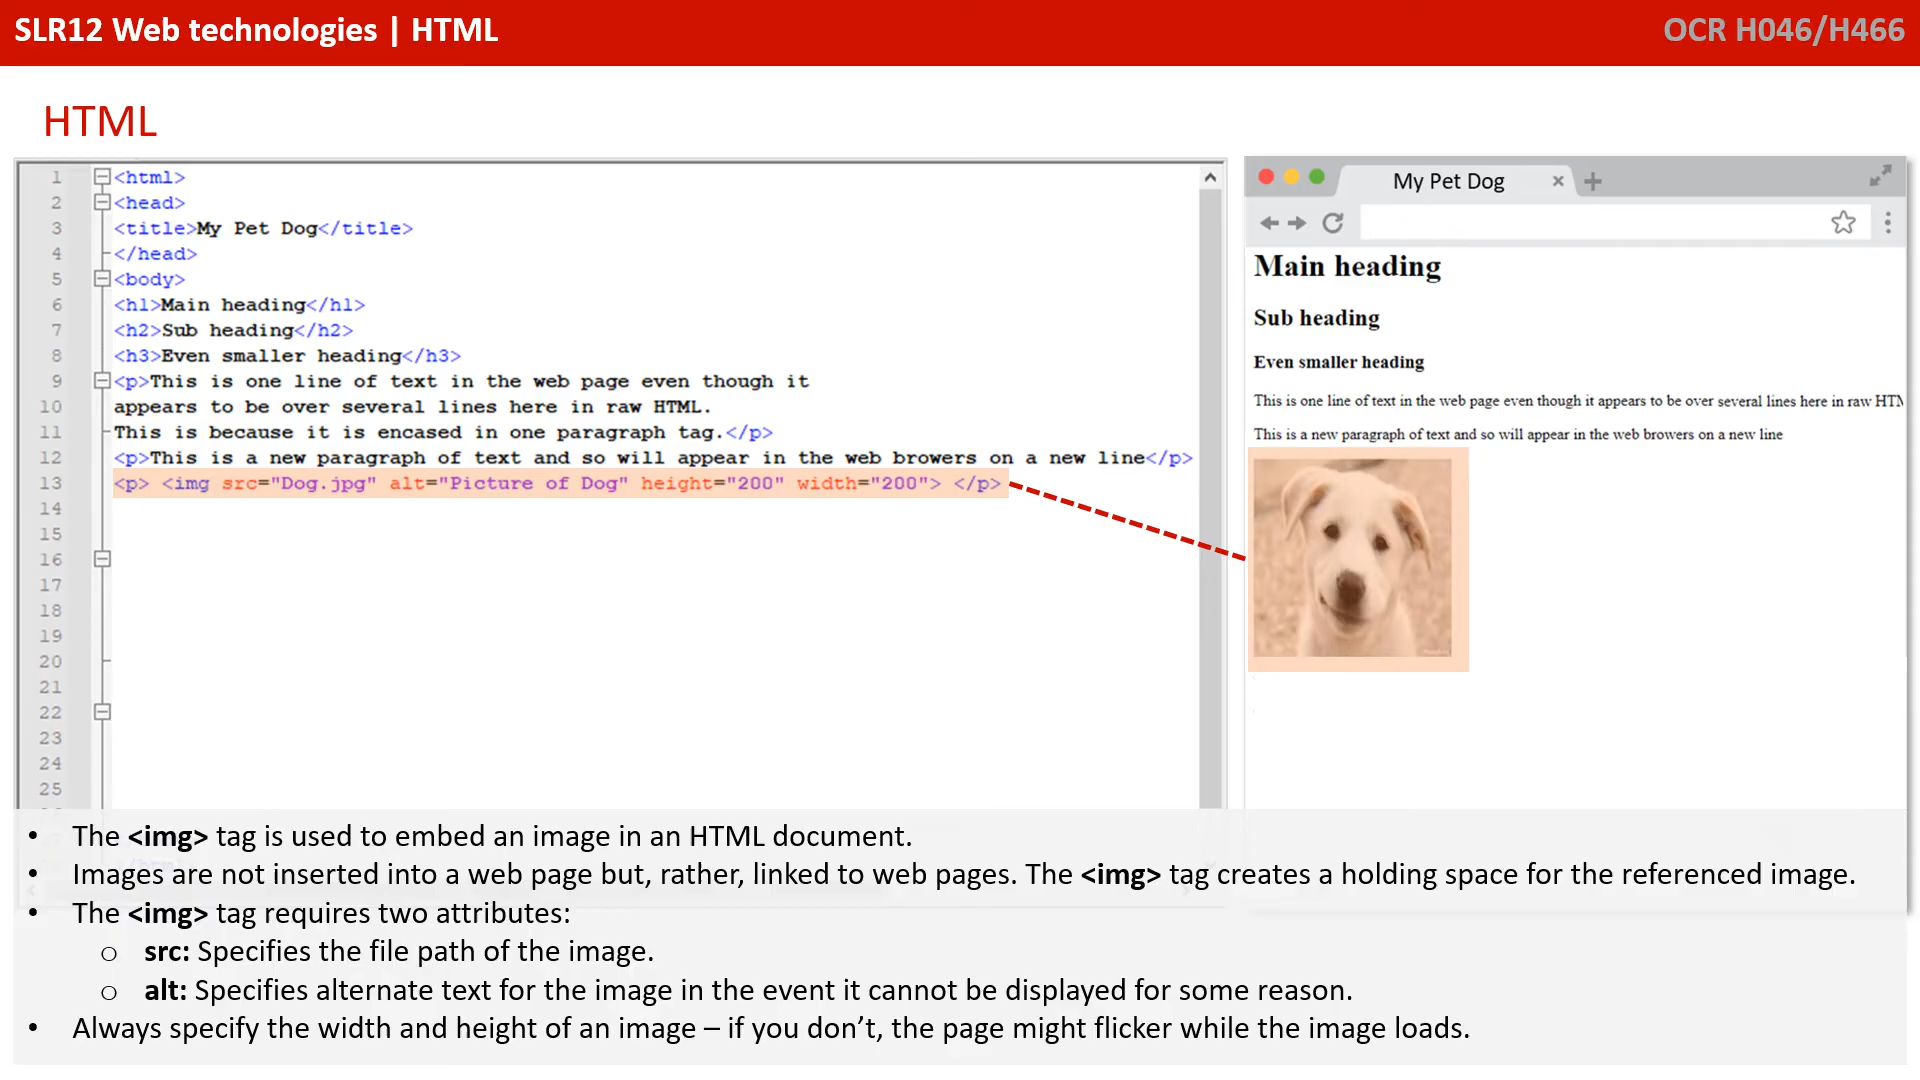 SLR12 Web technologies | HTML
OCR H046/H466
HTML
1 <html>
2 <head>
3 <title>My Pet Dog</title>
4 </head>
5 <body>
6 <h1>Main heading</h1>
7 <h2>Sub heading</h2>
8 <h3>Even smaller heading</h3>
9 <p>This is one line of text in the web page even though it
10 appears to be over several lines here in raw HTML.
11 This is because it is encased in one paragraph tag.</p>
12 <p>This is a new paragraph of text and so will appear in the web browers on a new line</p>
13 <p> <img src="Dog.jpg" alt="Picture of Dog" height="200" width="200"> </p>
14
15
16
17
18
19
20
21
22
23
24
25
My Pet Dog
Main heading
Sub heading
Even smaller heading
This is one line of text in the web page even though it appears to be over several lines here in raw HTM
This is a new paragraph of text and so will appear in the web browers on a new line
• The <img> tag is used to embed an image in an HTML document.
• Images are not inserted into a web page but, rather, linked to web pages. The <img> tag creates a holding space for the referenced image.
• The <img> tag requires two attributes:
o src: Specifies the file path of the image.
o alt: Specifies alternate text for the image in the event it cannot be displayed for some reason.
• Always specify the width and height of an image – if you don't, the page might flicker while the image loads.